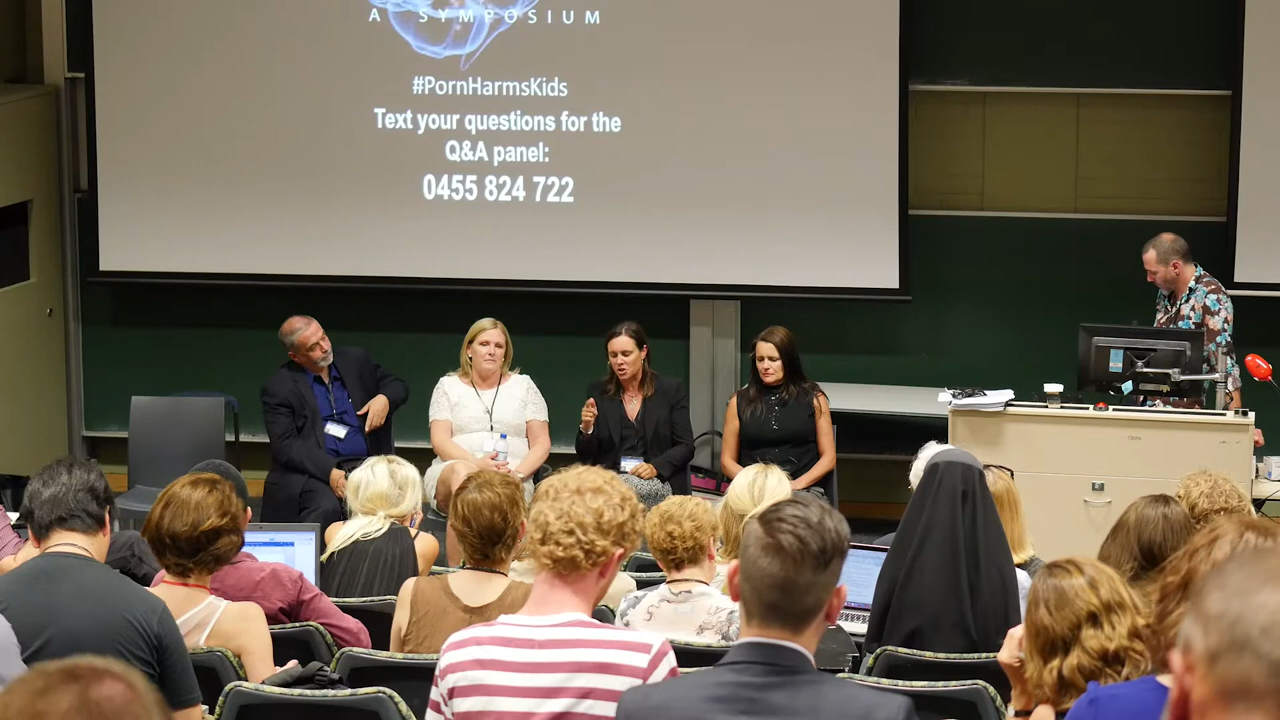 A SYMPOSIUM
#PornHarmsKids
Text your questions for the
Q&A panel:
0455 824 722